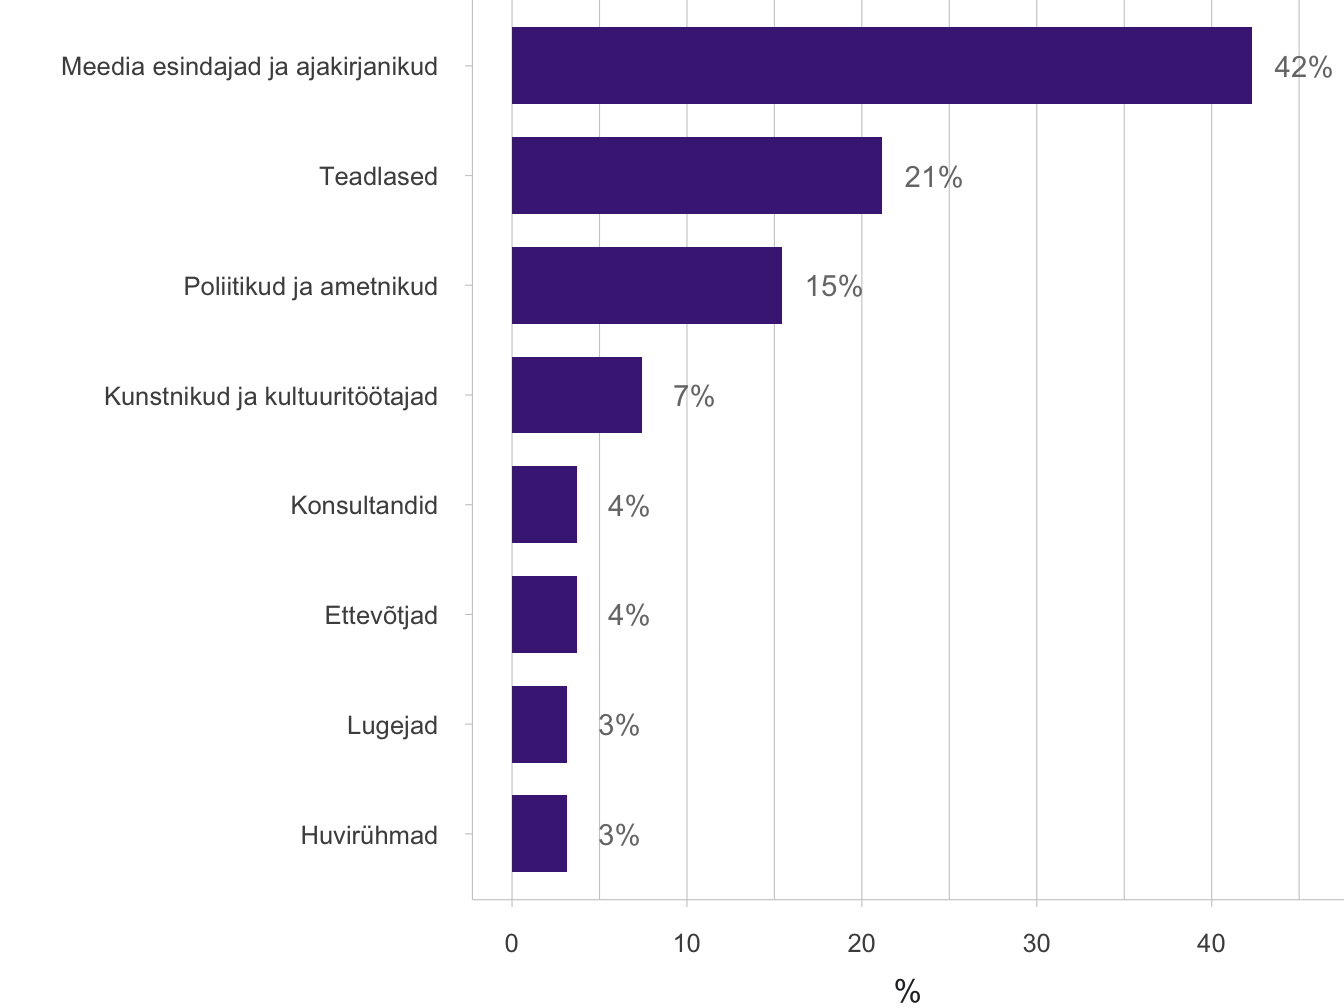 Meedia esindajad ja ajakirjanikud 42%
Teadlased 21%
Poliitikud ja ametnikud 15%
Kunstnikud ja kultuuritöötajad 7%
Konsultandid 4%
Ettevõtjad 4%
Lugejad 3%
Huvirühmad 3%
0 10 20 30 40
%